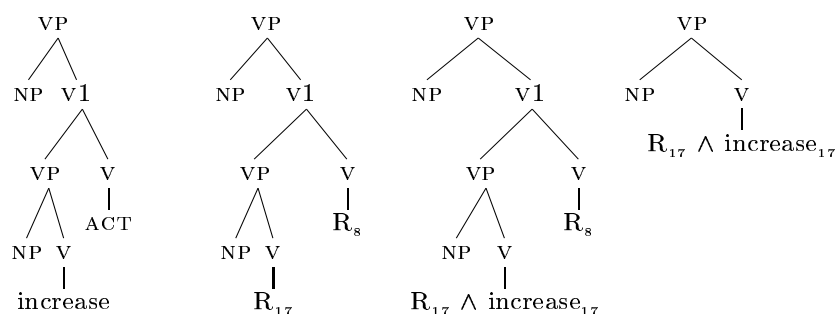 VP VP VP VP
NP V1 NP V1 NP V1 NP V
R₁₇ ∧ increase₁₇
VP V VP V VP V
ACT R₈ R₈
NP V NP V NP V
increase R₁₇ R₁₇ ∧ increase₁₇